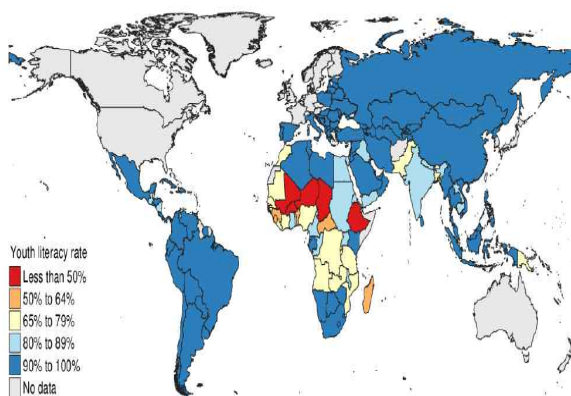 Youth literacy rate
Less than 50%
50% to 64%
65% to 79%
80% to 89%
90% to 100%
No data